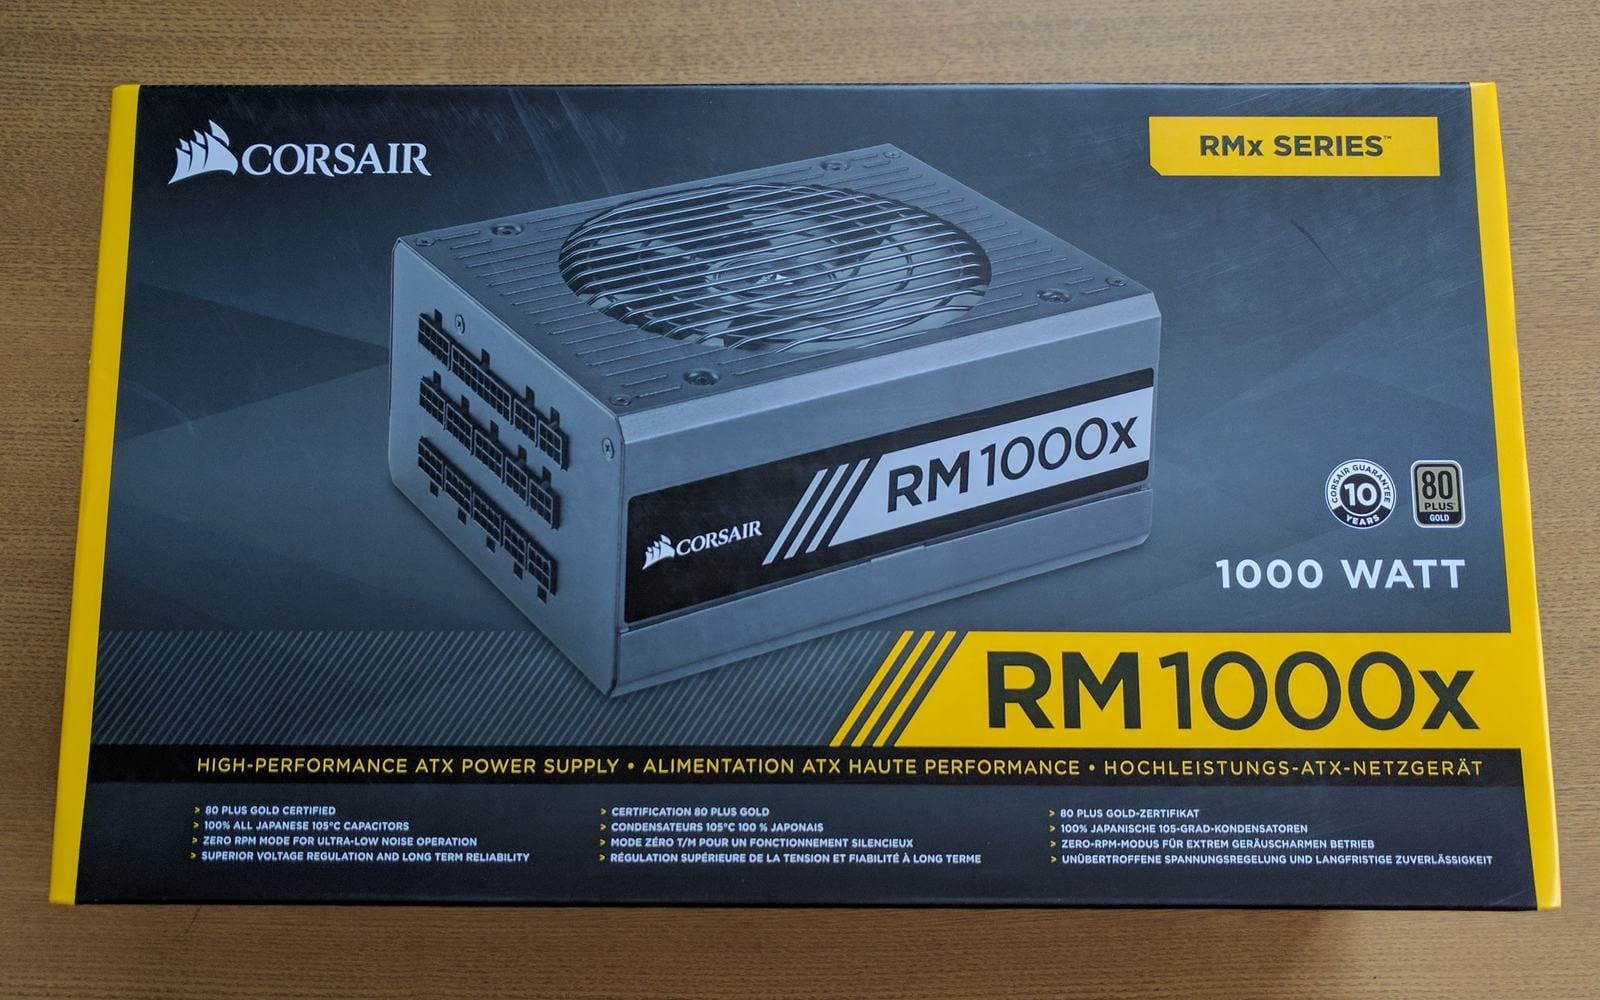 CORSAIR
RMx SERIES™
RM1000x
CORSAIR
CORSAIR GUARANTEE
10
YEARS
80
PLUS
GOLD
1000 WATT
RM1000x
HIGH-PERFORMANCE ATX POWER SUPPLY • ALIMENTATION ATX HAUTE PERFORMANCE • HOCHLEISTUNGS-ATX-NETZGERÄT
> 80 PLUS GOLD CERTIFIED
> 100% ALL JAPANESE 105°C CAPACITORS
> ZERO RPM MODE FOR ULTRA-LOW NOISE OPERATION
> SUPERIOR VOLTAGE REGULATION AND LONG TERM RELIABILITY
> CERTIFICATION 80 PLUS GOLD
> CONDENSATEURS 105°C 100 % JAPONAIS
> MODE ZÉRO T/M POUR UN FONCTIONNEMENT SILENCIEUX
> RÉGULATION SUPÉRIEURE DE LA TENSION ET FIABILITÉ À LONG TERME
> 80 PLUS GOLD-ZERTIFIKAT
> 100% JAPANISCHE 105-GRAD-KONDENSATOREN
> ZERO-RPM-MODUS FÜR EXTREM GERÄUSCHARMEN BETRIEB
> UNÜBERTROFFENE SPANNUNGSREGELUNG UND LANGFRISTIGE ZUVERLÄSSIGKEIT